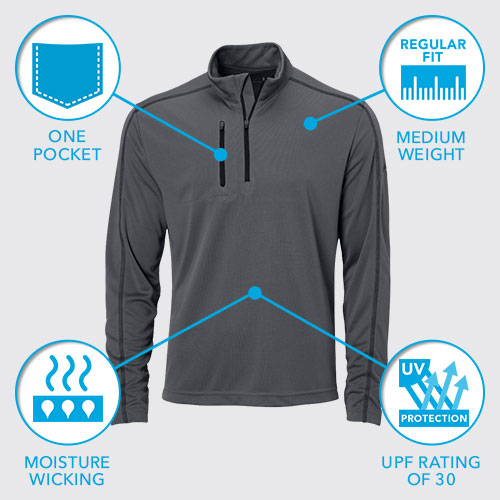 ONE
POCKET
REGULAR
FIT
MEDIUM
WEIGHT
MOISTURE
WICKING
UV
PROTECTION
UPF RATING
OF 30